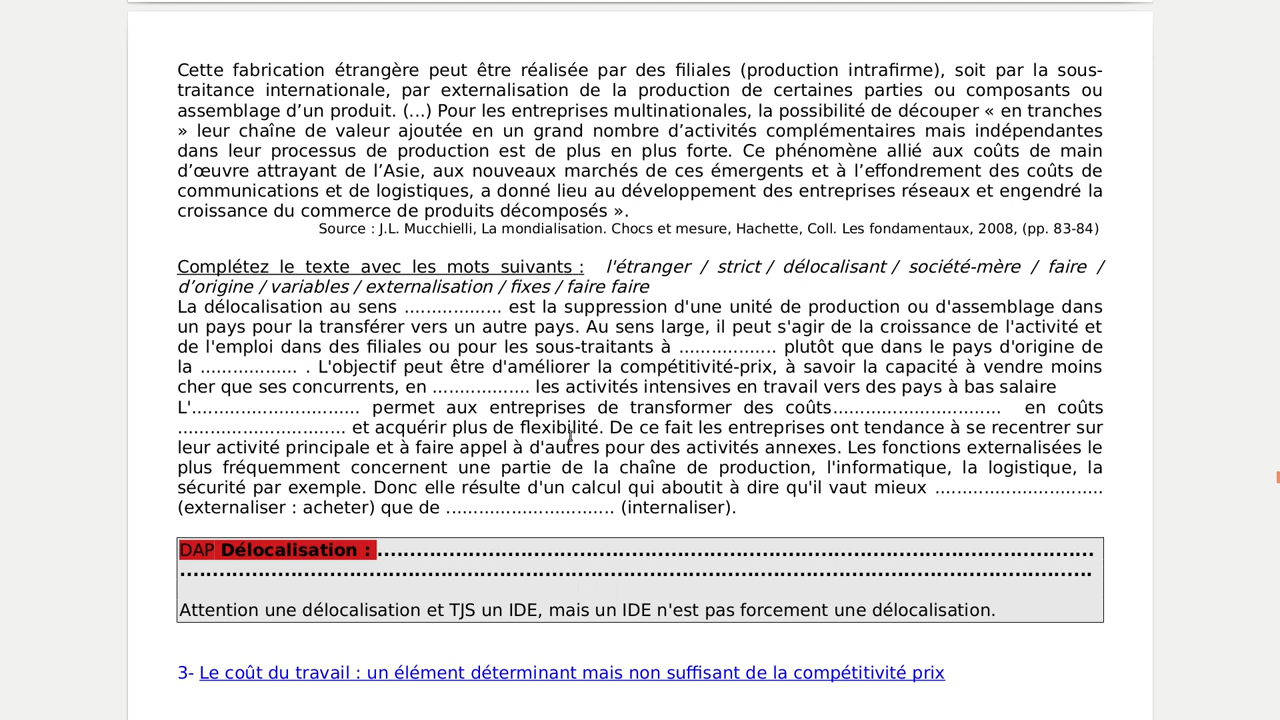 Cette fabrication étrangère peut être réalisée par des filiales (production intrafirme), soit par la sous-
traitance internationale, par externalisation de la production de certaines parties ou composants ou
assemblage d’un produit. (...) Pour les entreprises multinationales, la possibilité de découper « en tranches
» leur chaîne de valeur ajoutée en un grand nombre d’activités complémentaires mais indépendantes
dans leur processus de production est de plus en plus forte. Ce phénomène allié aux coûts de main
d’œuvre attrayant de l’Asie, aux nouveaux marchés de ces émergents et à l’effondrement des coûts de
communications et de logistiques, a donné lieu au développement des entreprises réseaux et engendré la
croissance du commerce de produits décomposés ».
Source : J.L. Mucchielli, La mondialisation. Chocs et mesure, Hachette, Coll. Les fondamentaux, 2008, (pp. 83-84)
Complétez le texte avec les mots suivants : l'étranger / strict / délocalisant / société-mère / faire /
d’origine / variables / externalisation / fixes / faire faire
La délocalisation au sens .................. est la suppression d'une unité de production ou d'assemblage dans
un pays pour la transférer vers un autre pays. Au sens large, il peut s'agir de la croissance de l'activité et
de l'emploi dans des filiales ou pour les sous-traitants à .................. plutôt que dans le pays d'origine de
la .................. . L'objectif peut être d'améliorer la compétitivité-prix, à savoir la capacité à vendre moins
cher que ses concurrents, en .................. les activités intensives en travail vers des pays à bas salaire
L'............................... permet aux entreprises de transformer des coûts............................... en coûts
............................... et acquérir plus de flexibilité. De ce fait les entreprises ont tendance à se recentrer sur
leur activité principale et à faire appel à d'autres pour des activités annexes. Les fonctions externalisées le
plus fréquemment concernent une partie de la chaîne de production, l'informatique, la logistique, la
sécurité par exemple. Donc elle résulte d'un calcul qui aboutit à dire qu'il vaut mieux ...............................
(externaliser : acheter) que de ............................... (internaliser).
DAP Délocalisation : ..............................................................................................................
............................................................................................................................................
Attention une délocalisation et TJS un IDE, mais un IDE n'est pas forcement une délocalisation.
3- Le coût du travail : un élément déterminant mais non suffisant de la compétitivité prix